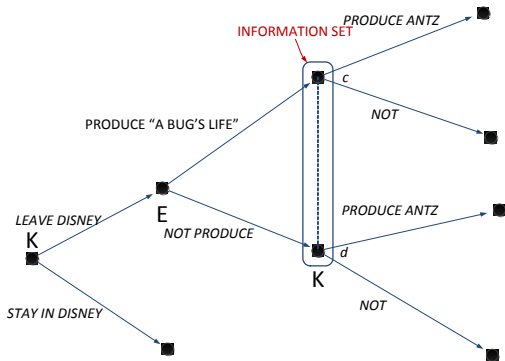 PRODUCE ANTZ
INFORMATION SET
c
NOT
PRODUCE "A BUG'S LIFE"
PRODUCE ANTZ
E
LEAVE DISNEY
NOT PRODUCE
K
d
K
NOT
STAY IN DISNEY